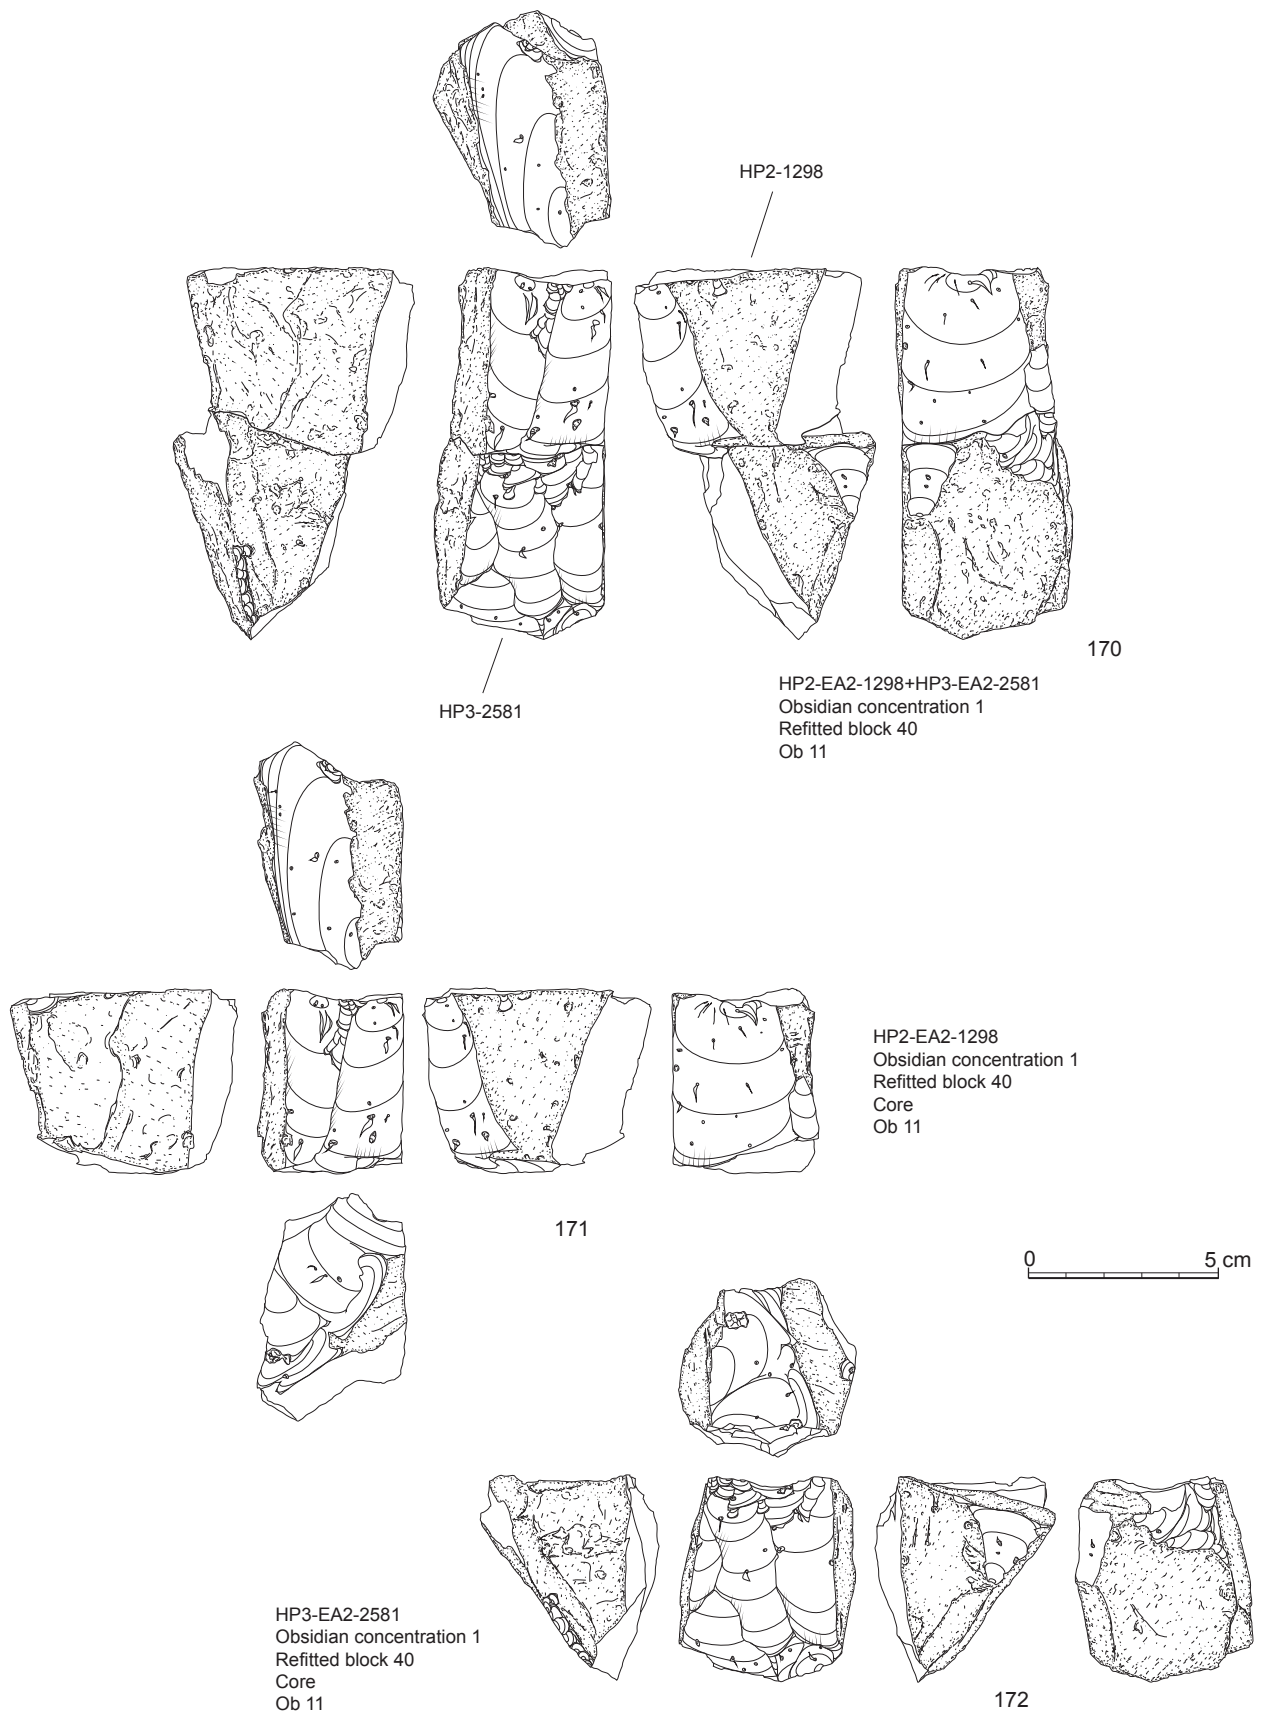 HP2-1298
170
HP2-EA2-1298+HP3-EA2-2581
Obsidian concentration 1
Refitted block 40
Ob 11
HP3-2581
HP2-EA2-1298
Obsidian concentration 1
Refitted block 40
Core
Ob 11
171
0 5 cm
HP3-EA2-2581
Obsidian concentration 1
Refitted block 40
Core
Ob 11
172